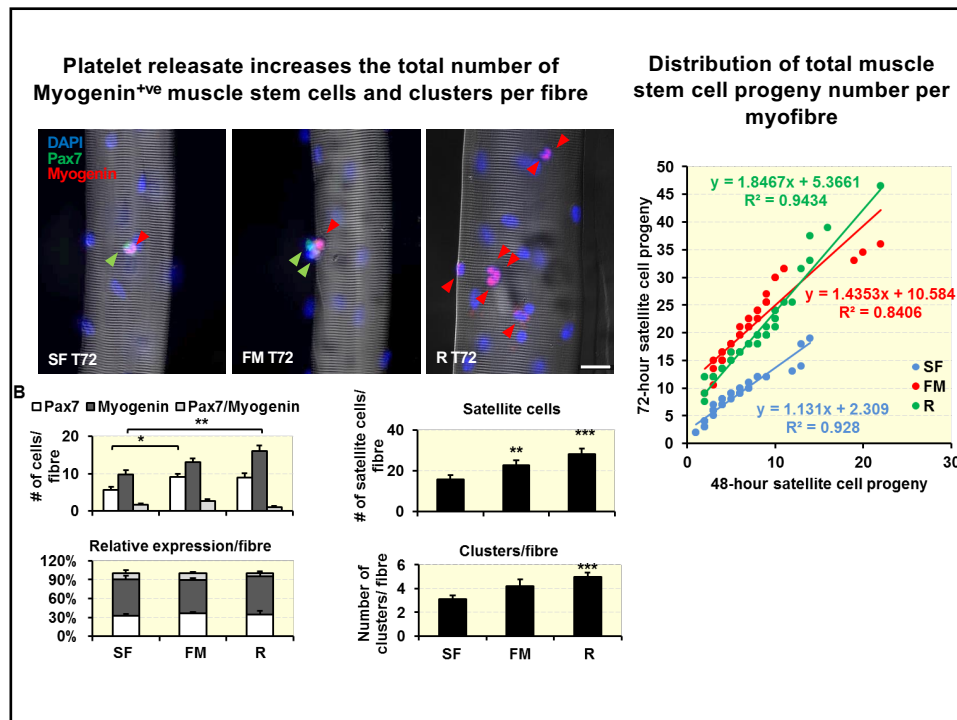 Platelet releasate increases the total number of
Myogenin+ve muscle stem cells and clusters per fibre
DAPI
Pax7
Myogenin
SF T72
FM T72
R T72
Distribution of total muscle
stem cell progeny number per
myofibre
72-hour satellite cell progeny
50
45
40
35
30
25
20
15
10
5
0
y = 1.8467x + 5.3661
R² = 0.9434
y = 1.4353x + 10.584
R² = 0.8406
y = 1.131x + 2.309
R² = 0.928
SF
FM
R
0 10 20 30
48-hour satellite cell progeny
B
Pax7 Myogenin Pax7/Myogenin
# of cells/
fibre
20
10
0
*
**
Satellite cells
# of satellite cells/
fibre
40
20
0
**
***
Relative expression/fibre
120%
90%
60%
30%
0%
SF FM R
Clusters/fibre
Number of
clusters/ fibre
6
4
2
0
***
SF FM R